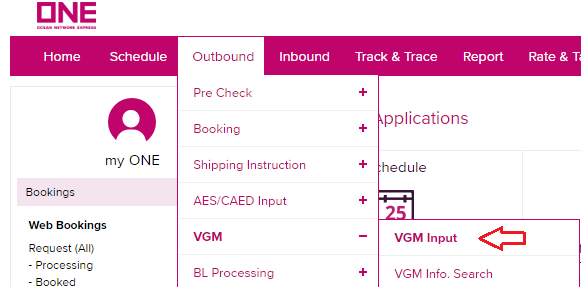 ONE
OCEAN NETWORK EXPRESS
Home Schedule Outbound Inbound Track & Trace Report Rate & Ta
my ONE
Bookings
Web Bookings
Request (All)
- Processing
- Booked
Pre Check +
Booking +
Shipping Instruction +
AES/CAED Input +
VGM −
BL Processing +
Applications
chedule
25
VGM Input
VGM Info. Search